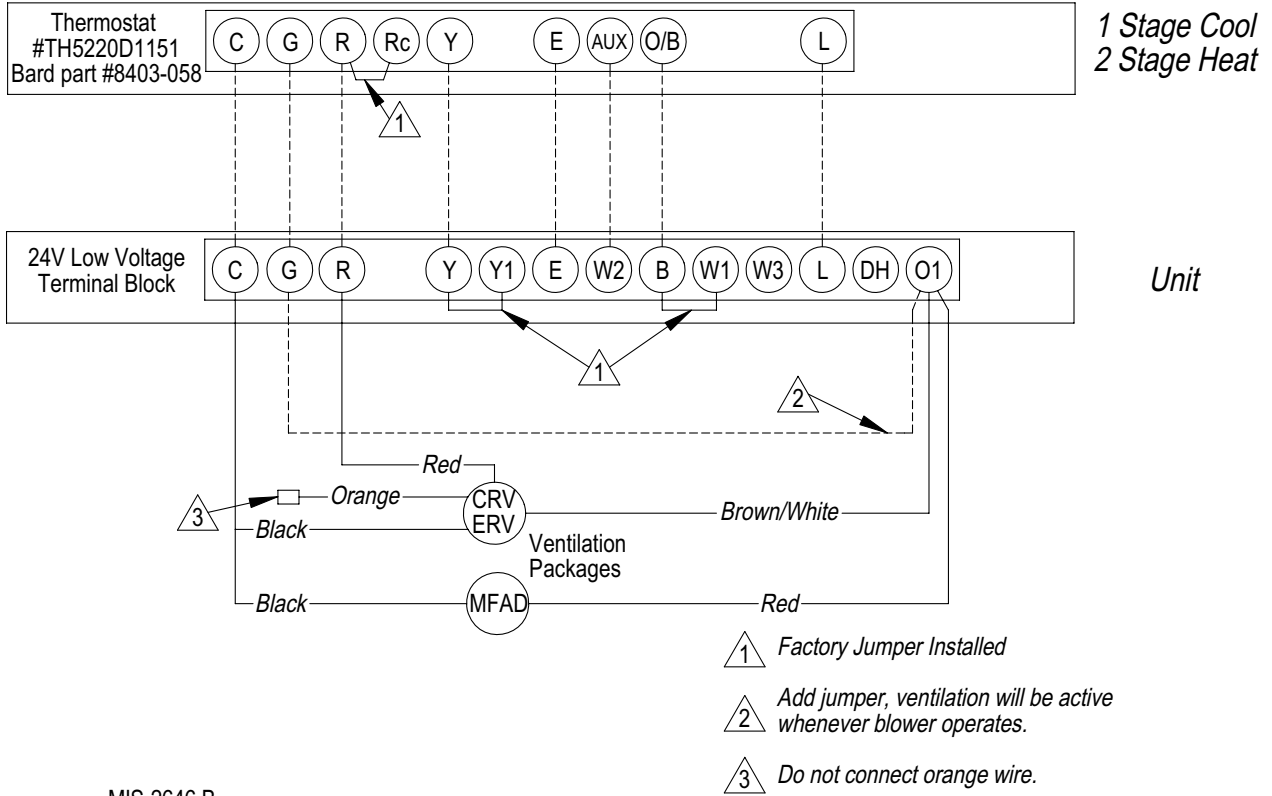 Thermostat
#TH5220D1151
Bard part #8403-058
C G R Rc Y E AUX O/B L
1 Stage Cool
2 Stage Heat
1
24V Low Voltage
Terminal Block
C G R Y Y1 E W2 B W1 W3 L DH O1
Unit
1
2
Red
3
Orange
CRV
ERV
Brown/White
Black
Ventilation
Packages
Black
MFAD
Red
1 Factory Jumper Installed
2 Add jumper, ventilation will be active
whenever blower operates.
3 Do not connect orange wire.